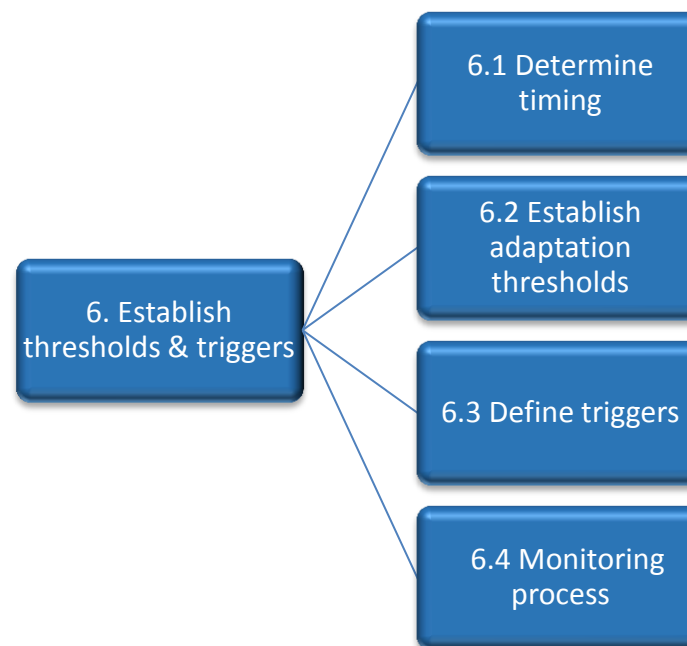 6.1 Determine
timing
6.2 Establish
adaptation
thresholds
6. Establish
thresholds & triggers
6.3 Define triggers
6.4 Monitoring
process